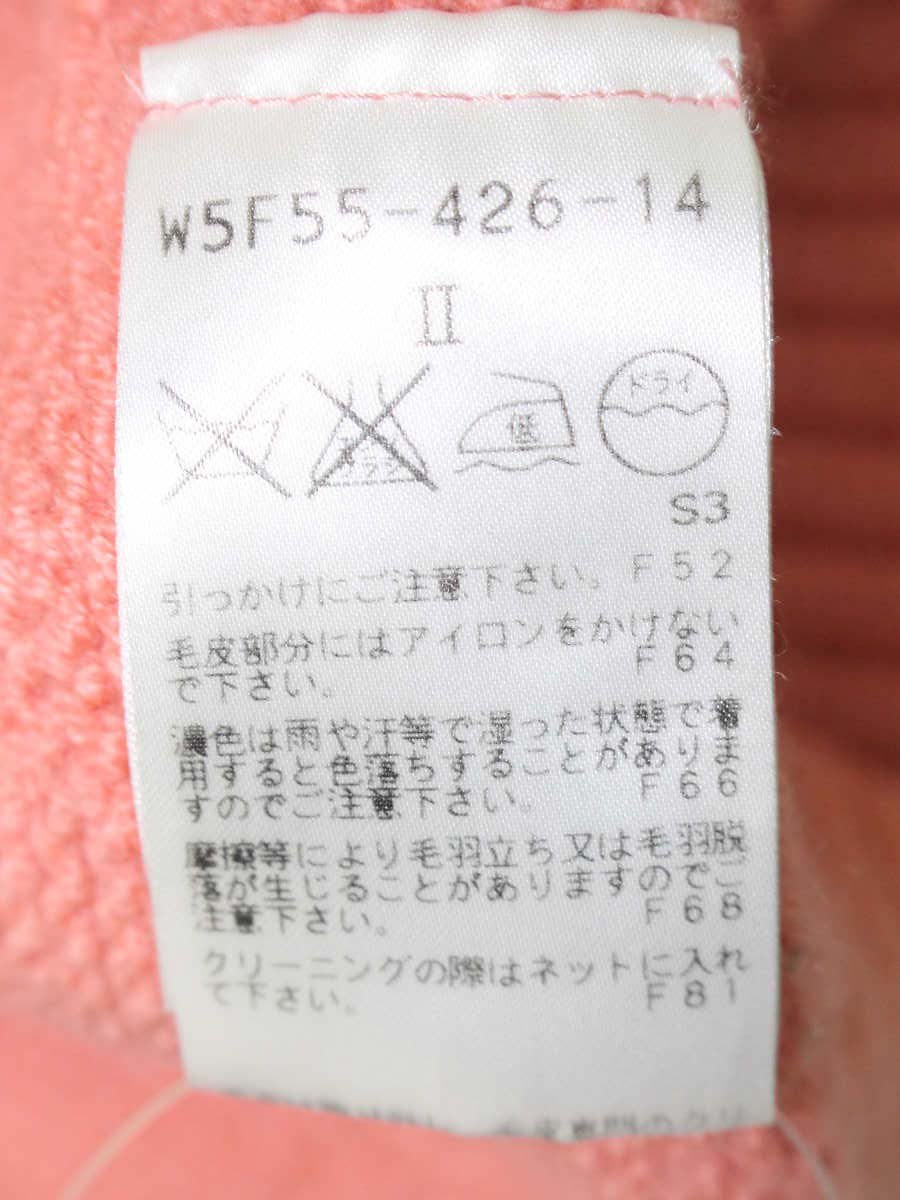 W5F55-426-14
II
エンソ
サラシ
低
ドライ
S3
引っかけにご注意下さい。 F52
毛皮部分にはアイロンをかけない
で下さい。 F64
濃色は雨や汗等で湿った状態で着
用すると色落ちすることがありま
すのでご注意下さい。 F66
摩擦等により毛羽立ち又は毛羽脱
落が生じることがありますのでご
注意下さい。 F68
クリーニングの際はネットに入れ
て下さい。 F81